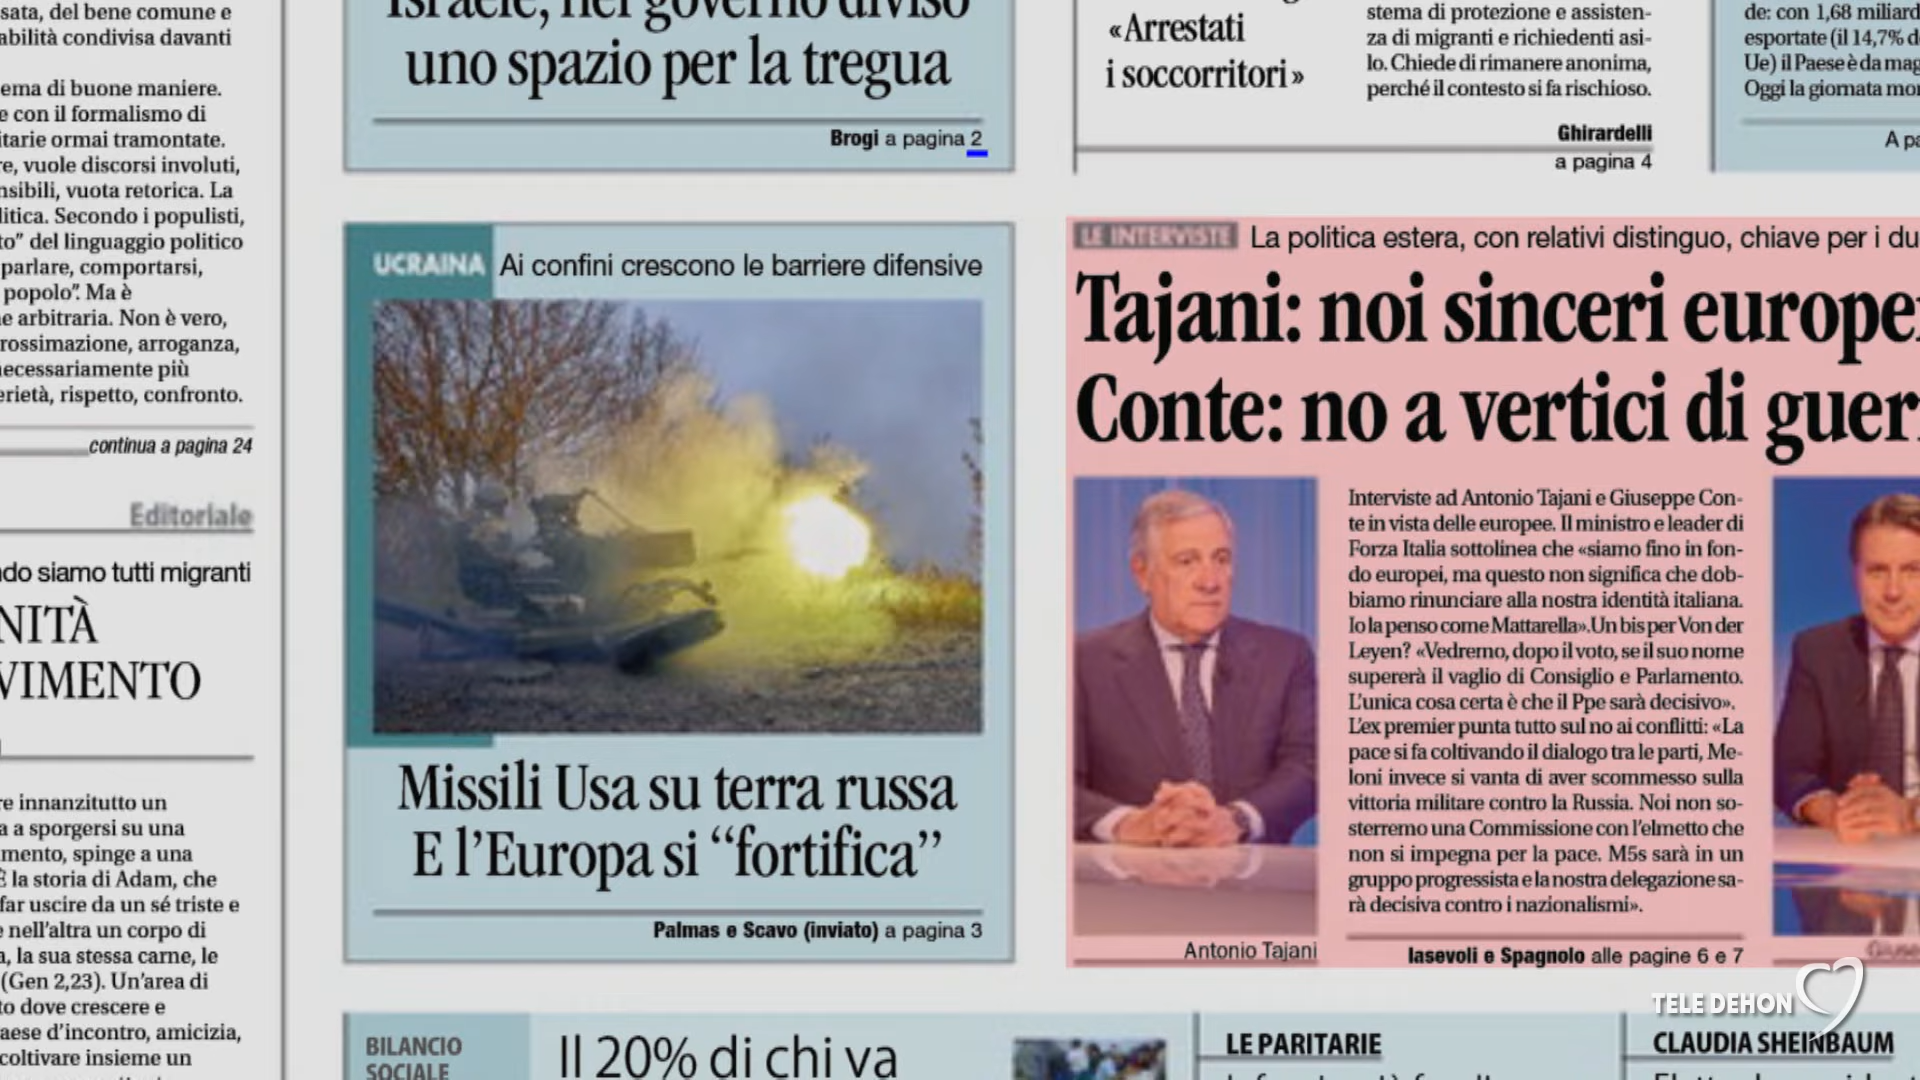 sata, del bene comune e
abilità condivisa davanti
ema di buone maniere.
e con il formalismo di
itarie ormai tramontate.
re, vuole discorsi involuti,
nsibili, vuota retorica. La
litica. Secondo i populisti,
to” del linguaggio politico
parlare, comportarsi,
popolo”. Ma è
e arbitraria. Non è vero,
rossimazione, arroganza,
necessariamente più
erietà, rispetto, confronto.
continua a pagina 24
Editoriale
do siamo tutti migranti
NITÀ
VIMENTO
re innanzitutto un
a a sporgersi su una
mento, spinge a una
È la storia di Adam, che
far uscire da un sé triste e
e nell’altra un corpo di
a, la sua stessa carne, le
(Gen 2,23). Un’area di
to dove crescere e
aese d’incontro, amicizia,
coltivare insieme un
Israele, nel governo diviso
uno spazio per la tregua
Brogi a pagina 2
«Arrestati
i soccorritori»
stema di protezione e assisten-
za di migranti e richiedenti asi-
lo. Chiede di rimanere anonima,
perché il contesto si fa rischioso.
Ghirardelli
a pagina 4
de: con 1,68 miliard
esportate (il 14,7% de
Ue) il Paese è da mag
Oggi la giornata mon
A pa
UCRAINA Ai confini crescono le barriere difensive
Missili Usa su terra russa
E l’Europa si “fortifica”
Palmas e Scavo (inviato) a pagina 3
LE INTERVISTE La politica estera, con relativi distinguo, chiave per i du
Tajani: noi sinceri europei
Conte: no a vertici di guer
Interviste ad Antonio Tajani e Giuseppe Con-
te in vista delle europee. Il ministro e leader di
Forza Italia sottolinea che «siamo fino in fon-
do europei, ma questo non significa che dob-
biamo rinunciare alla nostra identità italiana.
Io la penso come Mattarella».Un bis per Von der
Leyen? «Vedremo, dopo il voto, se il suo nome
supererà il vaglio di Consiglio e Parlamento.
L’unica cosa certa è che il Ppe sarà decisivo».
L’ex premier punta tutto sul no ai conflitti: «La
pace si fa coltivando il dialogo tra le parti, Me-
loni invece si vanta di aver scommesso sulla
vittoria militare contro la Russia. Noi non so-
sterremo una Commissione con l’elmetto che
non si impegna per la pace. M5s sarà in un
gruppo progressista e la nostra delegazione sa-
rà decisiva contro i nazionalismi».
Antonio Tajani
Iasevoli e Spagnolo alle pagine 6 e 7
TELE DEHON
BILANCIO
SOCIALE
Il 20% di chi va
LE PARITARIE
CLAUDIA SHEINBAUM